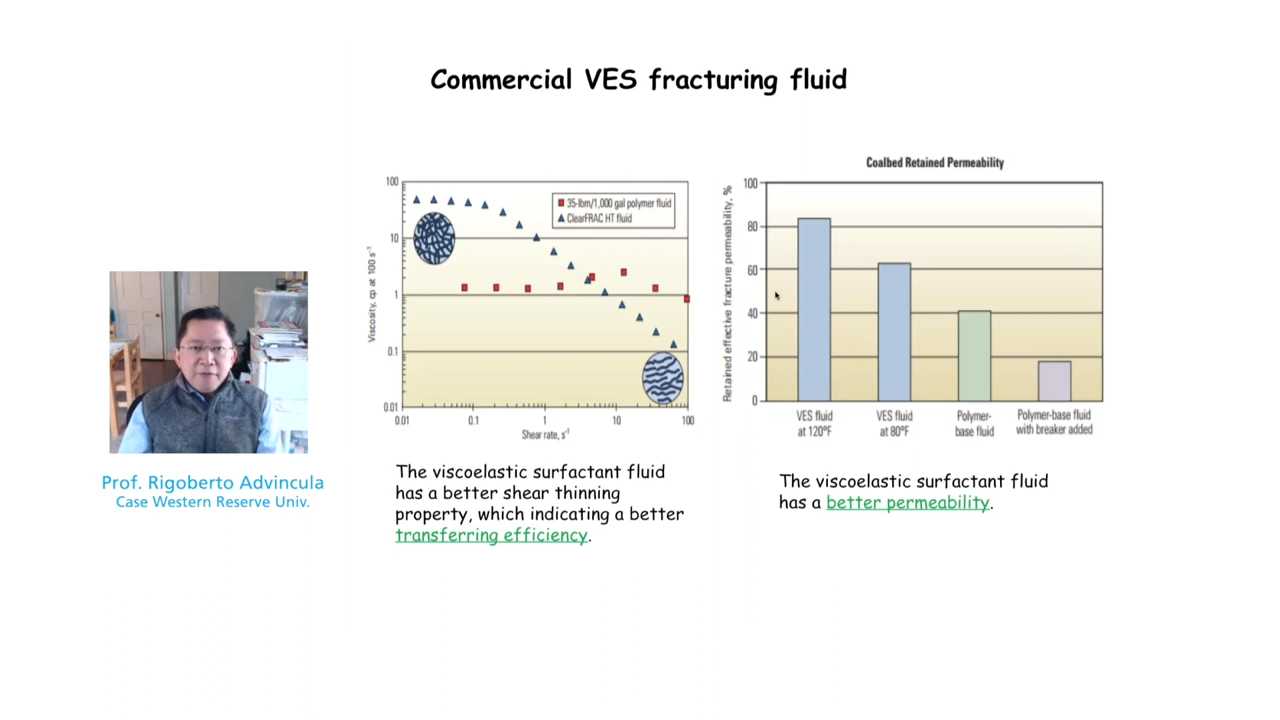 Commercial VES fracturing fluid
100
10
1
0.1
0.01
Viscosity, cp at 100 s⁻¹
35-lbm/1,000 gal polymer fluid
ClearFRAC HT fluid
0.01 0.1 1 10 100
Shear rate, s⁻¹
Coalbed Retained Permeability
Retained effective fracture permeability, %
100
80
60
40
20
0
VES fluid
at 120°F
VES fluid
at 80°F
Polymer-
base fluid
Polymer-base fluid
with breaker added
Prof. Rigoberto Advincula
Case Western Reserve Univ.
The viscoelastic surfactant fluid
has a better shear thinning
property, which indicating a better
transferring efficiency.
The viscoelastic surfactant fluid
has a better permeability.